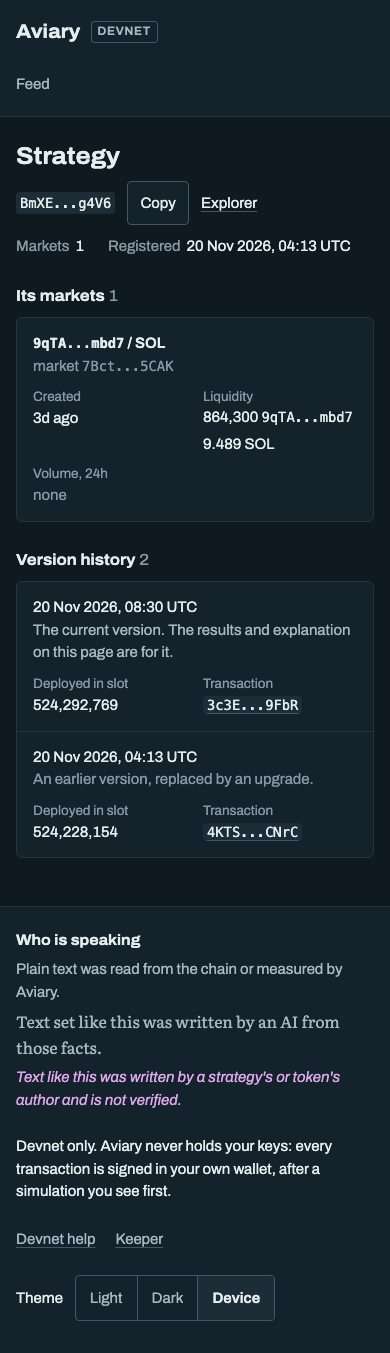 Aviary DEVNET
Feed
Strategy
BmXE...g4V6 Copy Explorer
Markets 1 Registered 20 Nov 2026, 04:13 UTC
Its markets 1
9qTA...mbd7 / SOL
market 7Bct...5CAK
Created Liquidity
3d ago 864,300 9qTA...mbd7
9.489 SOL
Volume, 24h
none
Version history 2
20 Nov 2026, 08:30 UTC
The current version. The results and explanation
on this page are for it.
Deployed in slot Transaction
524,292,769 3c3E...9FbR
20 Nov 2026, 04:13 UTC
An earlier version, replaced by an upgrade.
Deployed in slot Transaction
524,228,154 4KTS...CNrC
Who is speaking
Plain text was read from the chain or measured by
Aviary.
Text set like this was written by an AI from
those facts.
Text like this was written by a strategy's or token's
author and is not verified.
Devnet only. Aviary never holds your keys: every
transaction is signed in your own wallet, after a
simulation you see first.
Devnet help Keeper
Theme Light Dark Device